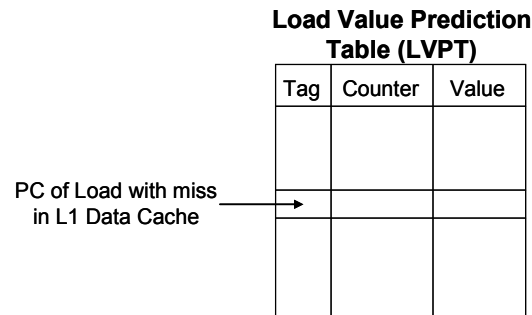 Load Value Prediction
Table (LVPT)
Tag Counter Value
PC of Load with miss
in L1 Data Cache